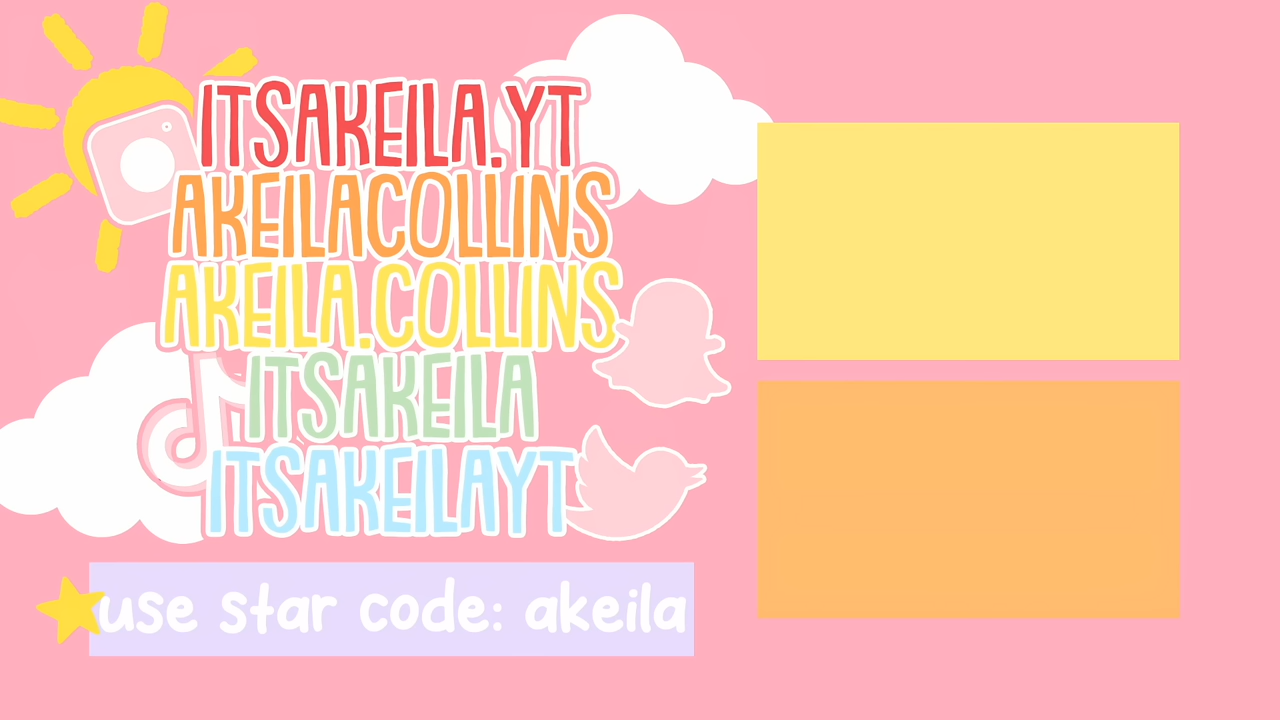 ITSAKEILA.YT
AKEILACOLLINS
AKEILA.COLLINS
ITSAKEILA
ITSAKEILAYT
use star code: akeila